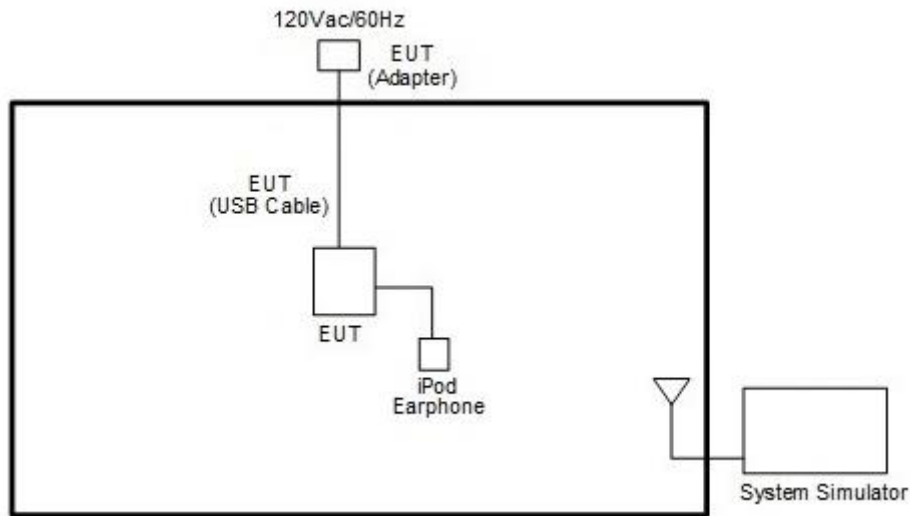 120Vac/60Hz
EUT
(Adapter)
EUT
(USB Cable)
EUT
iPod
Earphone
System Simulator